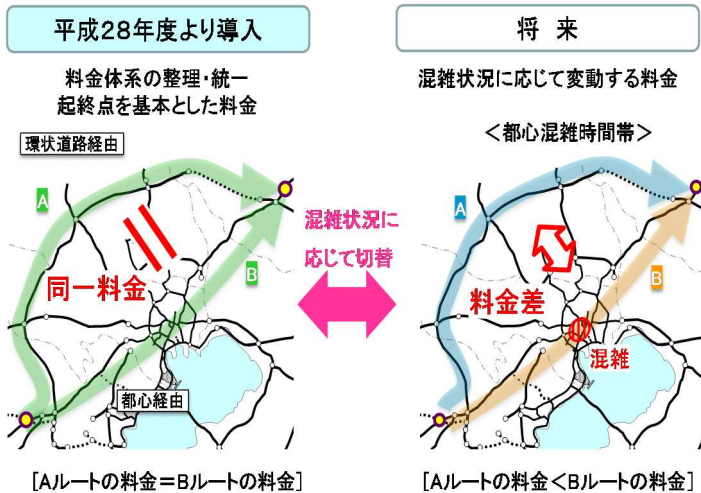 平成28年度より導入
料金体系の整理・統一
起終点を基本とした料金
環状道路経由
A
B
同一料金
都心経由
[Aルートの料金=Bルートの料金]
混雑状況に
応じて切替
将 来
混雑状況に応じて変動する料金
<都心混雑時間帯>
A
B
料金差
混雑
[Aルートの料金<Bルートの料金]